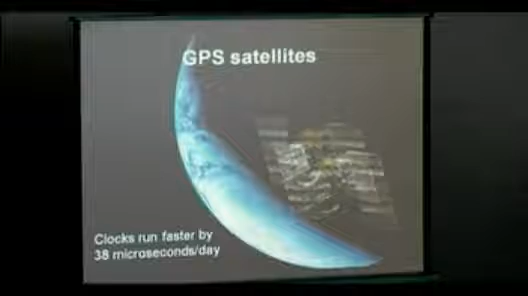 GPS satellites
Clocks run faster by
38 microseconds/day